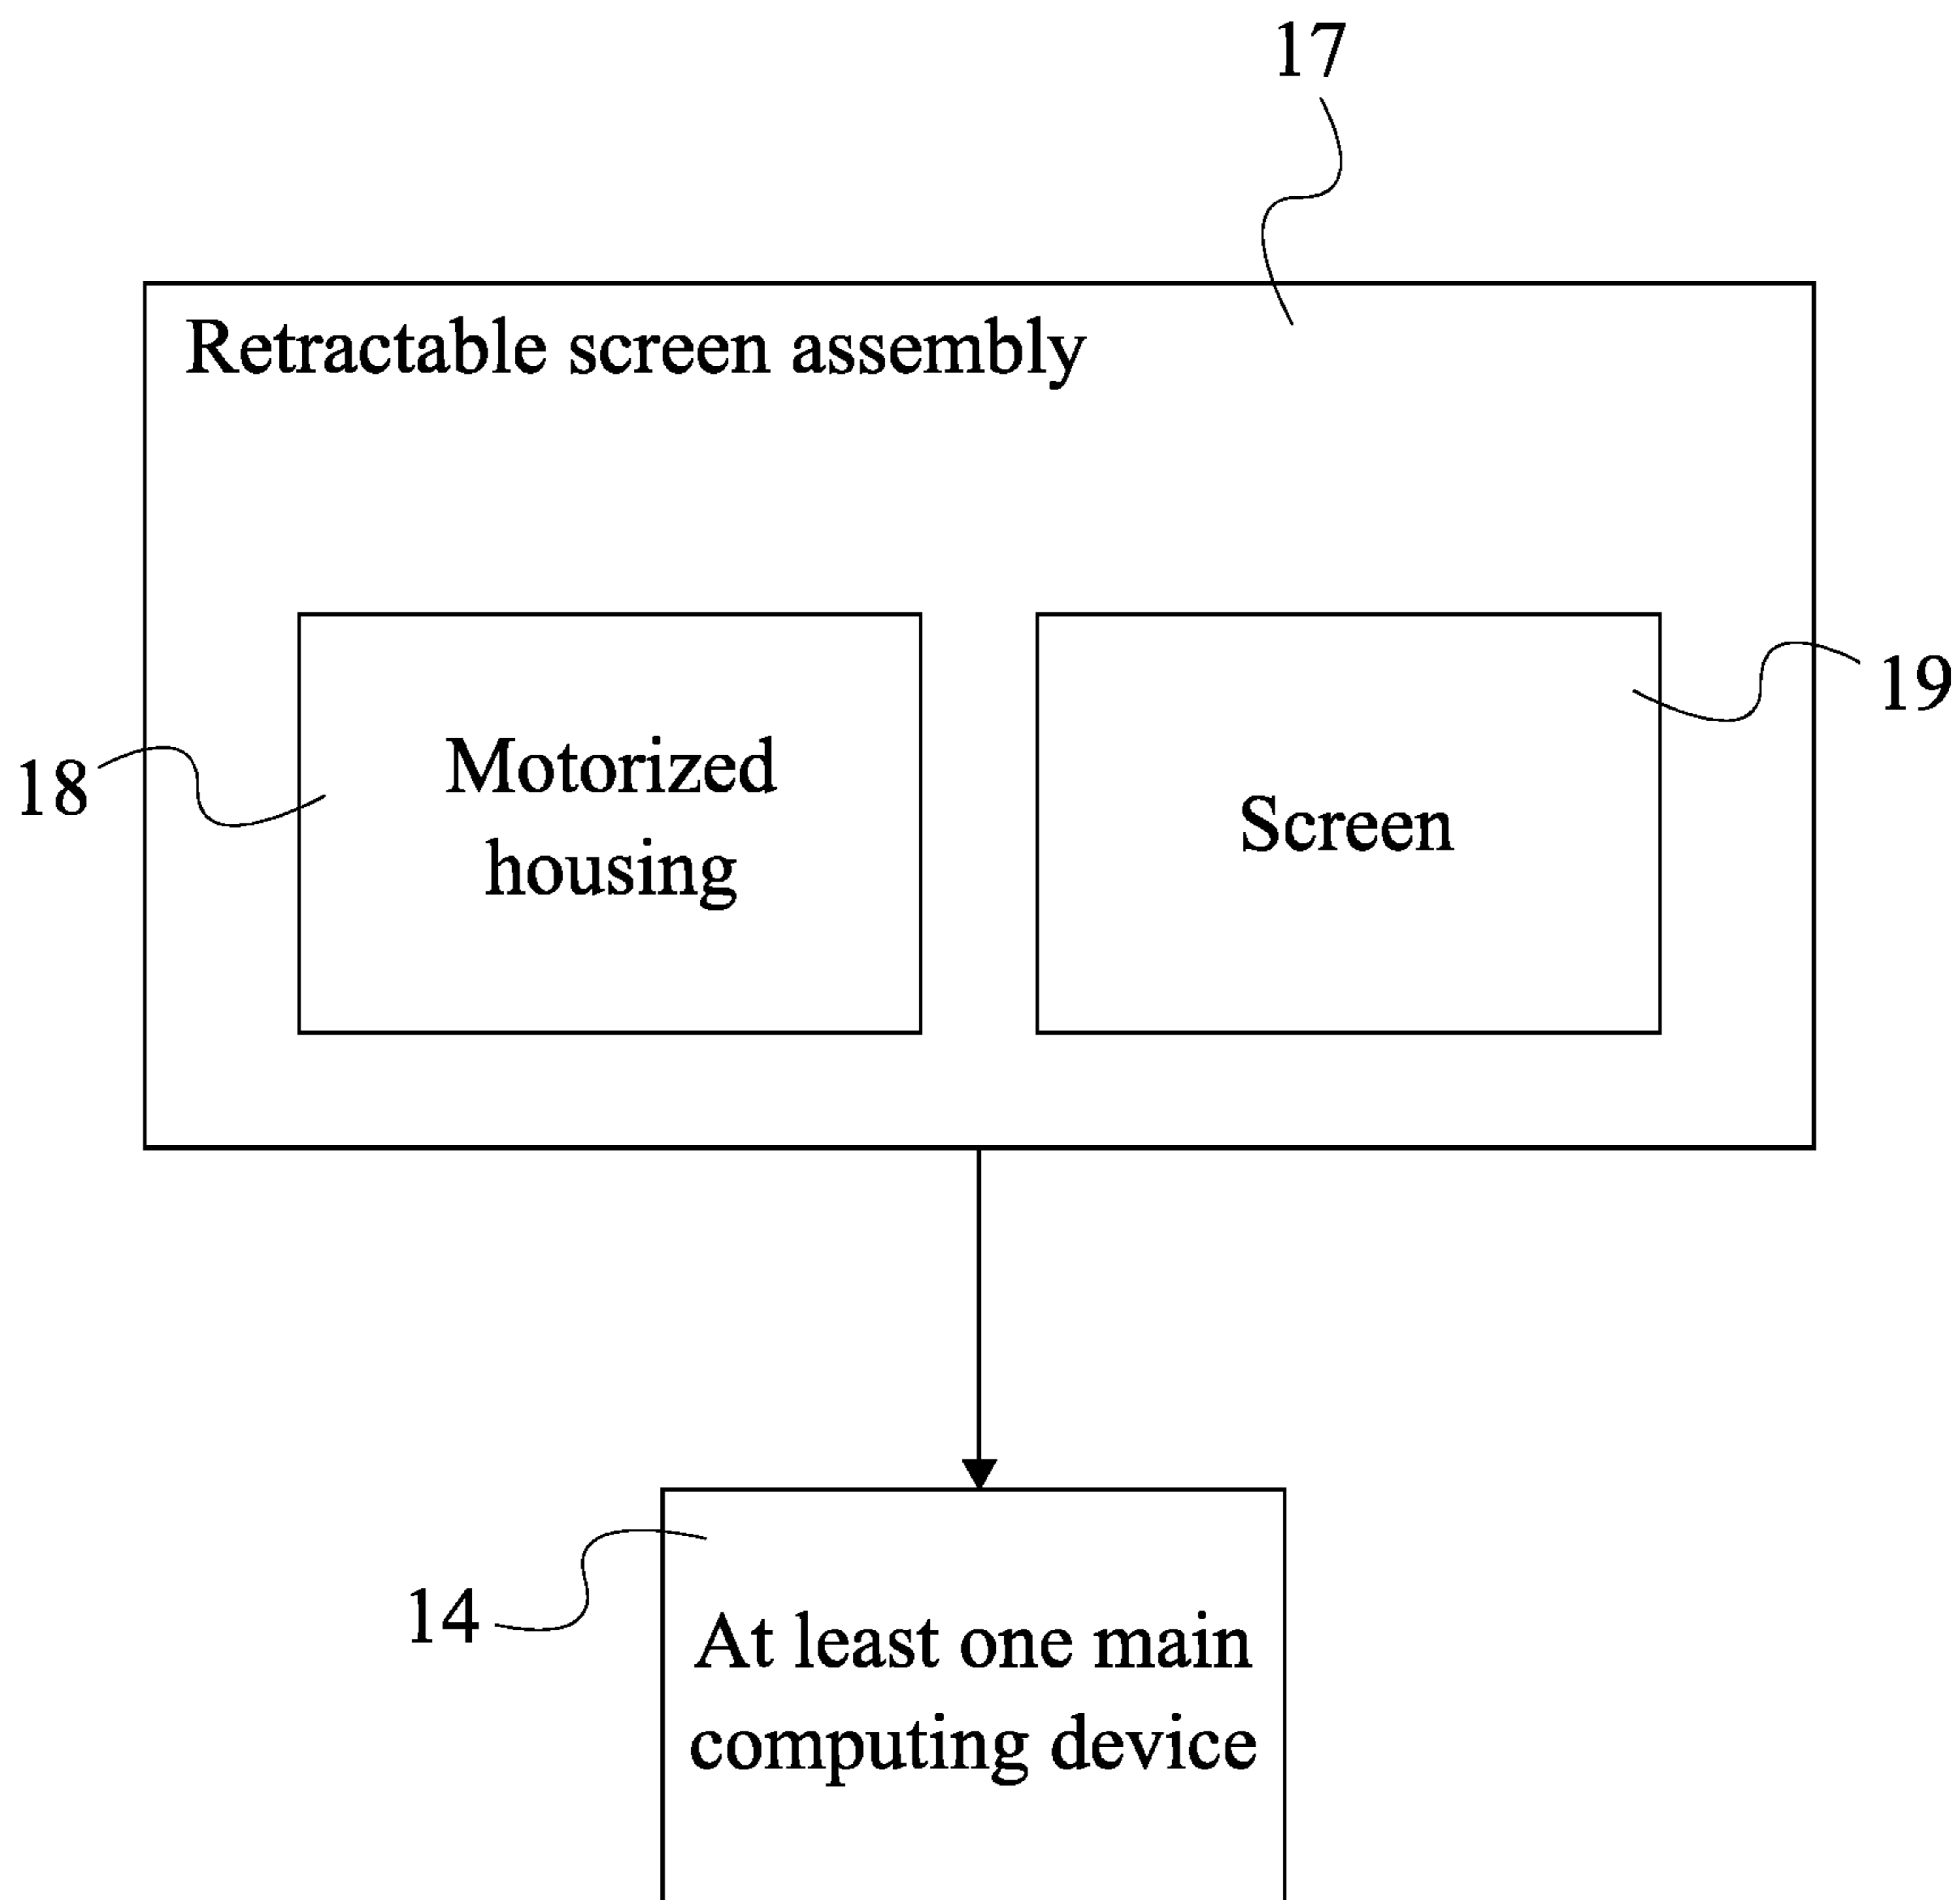 17
Retractable screen assembly
19
18
Motorized
housing
Screen
14
At least one main
computing device